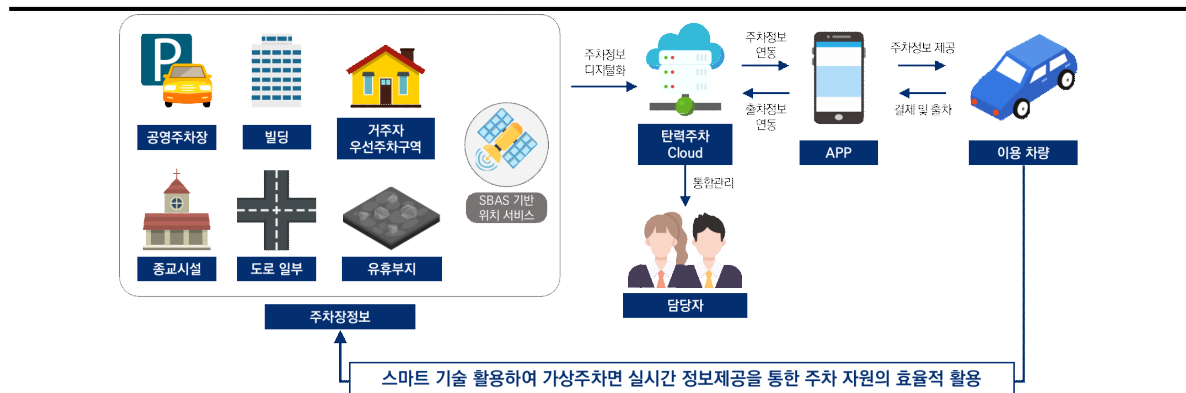 P
공영주차장
빌딩
거주자
우선주차구역
종교시설
도로 일부
유휴부지
SBAS 기반
위치 서비스
주차장정보
주차정보
디지털화
탄력주차
Cloud
주차정보
연동
출차정보
연동
APP
주차정보 제공
결제 및 출차
이용 차량
통합관리
담당자
스마트 기술 활용하여 가상주차면 실시간 정보제공을 통한 주차 자원의 효율적 활용